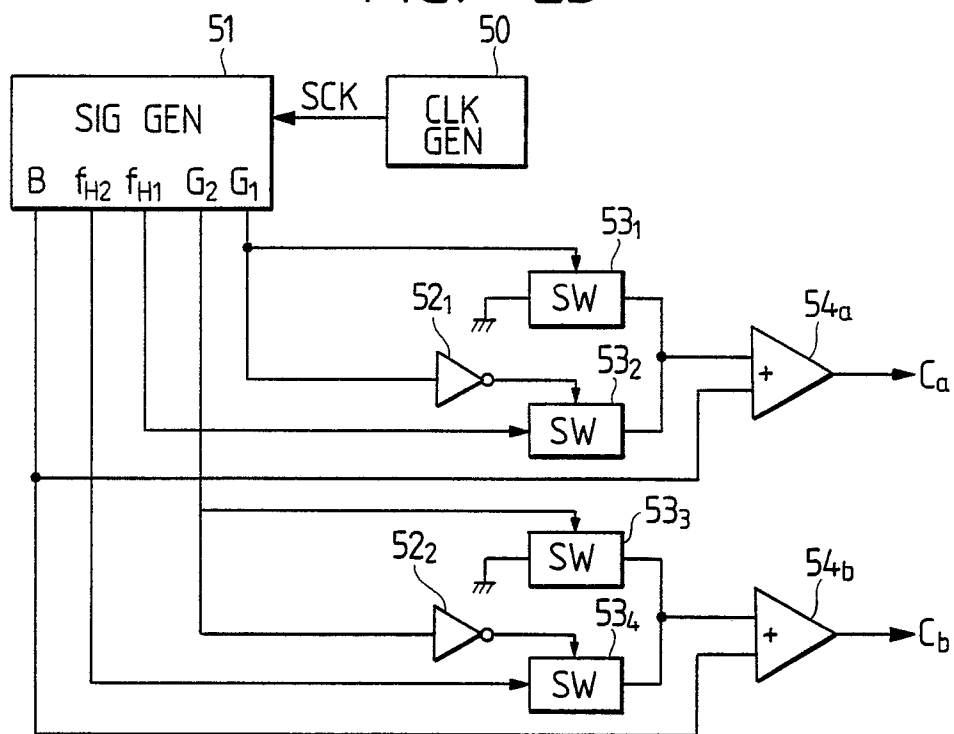 51
50
SIG GEN
SCK
CLK
GEN
B fH2 fH1 G2 G1
531
SW
521
54a
+
Ca
532
SW
533
SW
522
54b
+
Cb
534
SW